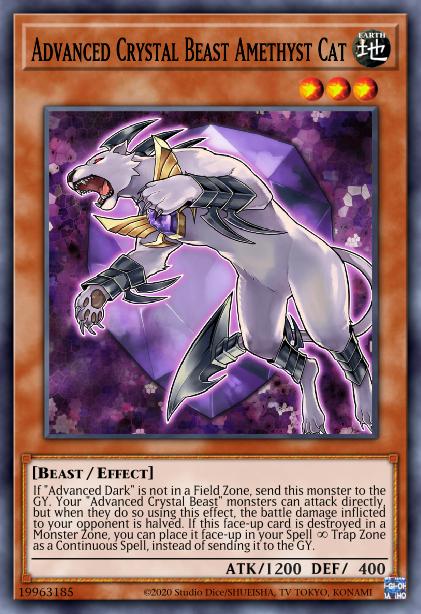 ADVANCED CRYSTAL BEAST AMETHYST CAT
EARTH
地
[BEAST / EFFECT]
If "Advanced Dark" is not in a Field Zone, send this monster to the
GY. Your "Advanced Crystal Beast" monsters can attack directly,
but when they do so using this effect, the battle damage inflicted
to your opponent is halved. If this face-up card is destroyed in a
Monster Zone, you can place it face-up in your Spell ∞ Trap Zone
as a Continuous Spell, instead of sending it to the GY.
ATK/1200 DEF/ 400
19963185
©2020 Studio Dice/SHUEISHA, TV TOKYO, KONAMI